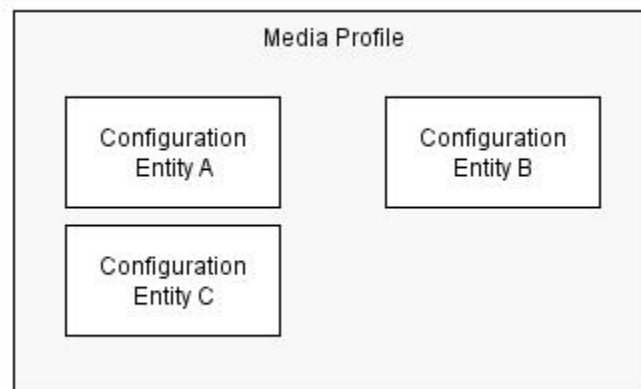 Media Profile
Configuration
Entity A
Configuration
Entity B
Configuration
Entity C